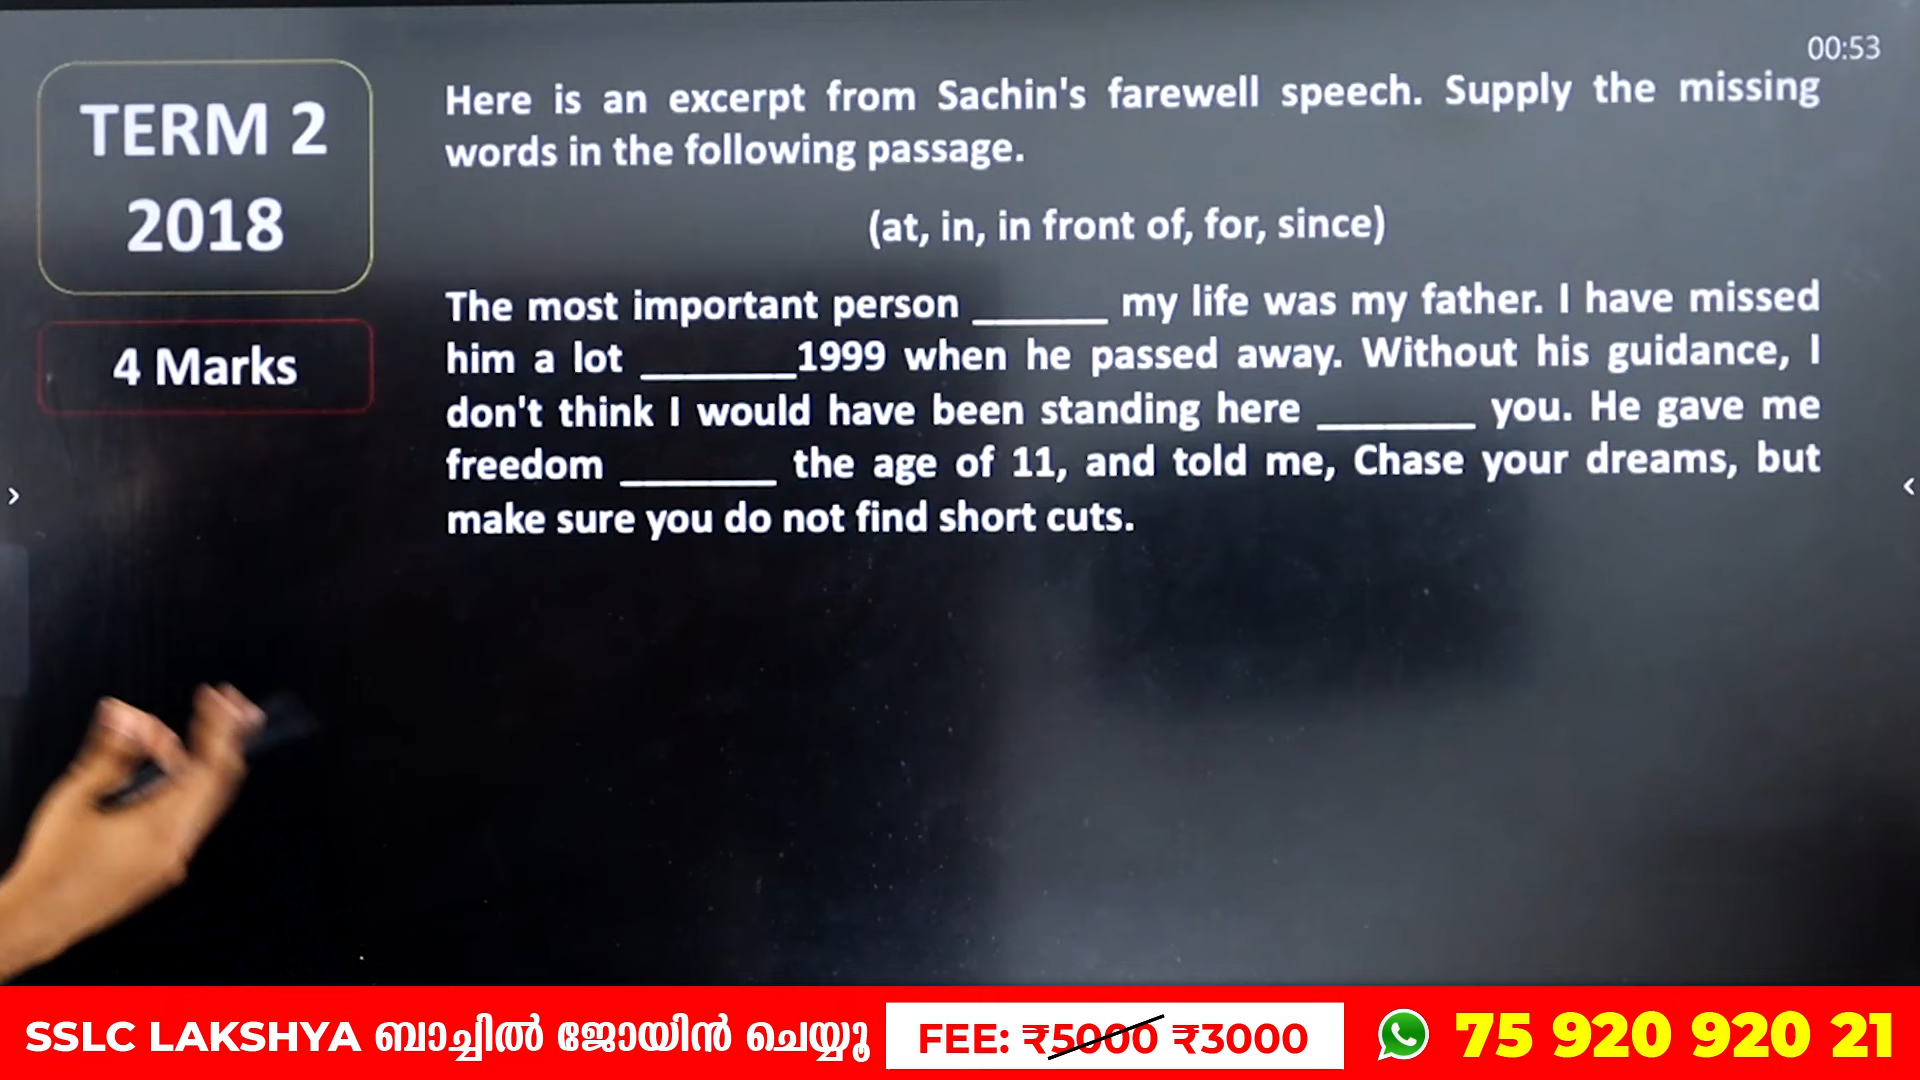 00:53
TERM 2
2018
4 Marks
Here is an excerpt from Sachin's farewell speech. Supply the missing
words in the following passage.
(at, in, in front of, for, since)
The most important person ______ my life was my father. I have missed
him a lot _______1999 when he passed away. Without his guidance, I
don't think I would have been standing here _______ you. He gave me
freedom _______ the age of 11, and told me, Chase your dreams, but
make sure you do not find short cuts.
SSLC LAKSHYA ബാച്ചിൽ ജോയിൻ ചെയ്യൂ
FEE: ₹5000 ₹3000
75 920 920 21